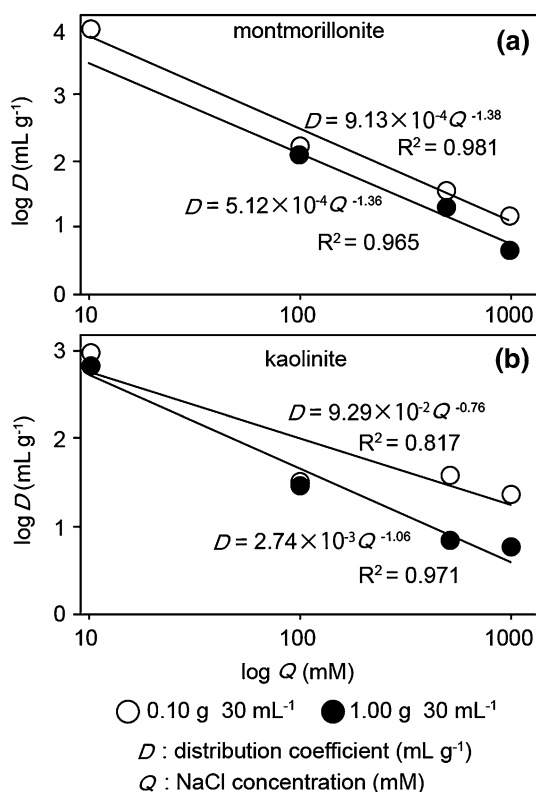 4
montmorillonite
(a)
3
D = 9.13×10-4Q -1.38
R2 = 0.981
2
D = 5.12×10-4Q -1.36
1
R2 = 0.965
0
10 100 1000
log D (mL g-1)
3
kaolinite
(b)
D = 9.29×10-2Q -0.76
2
R2 = 0.817
1
D = 2.74×10-3Q -1.06
R2 = 0.971
0
10 100 1000
log D (mL g-1)
log Q (mM)
0.10 g 30 mL-1 1.00 g 30 mL-1
D : distribution coefficient (mL g-1)
Q : NaCl concentration (mM)